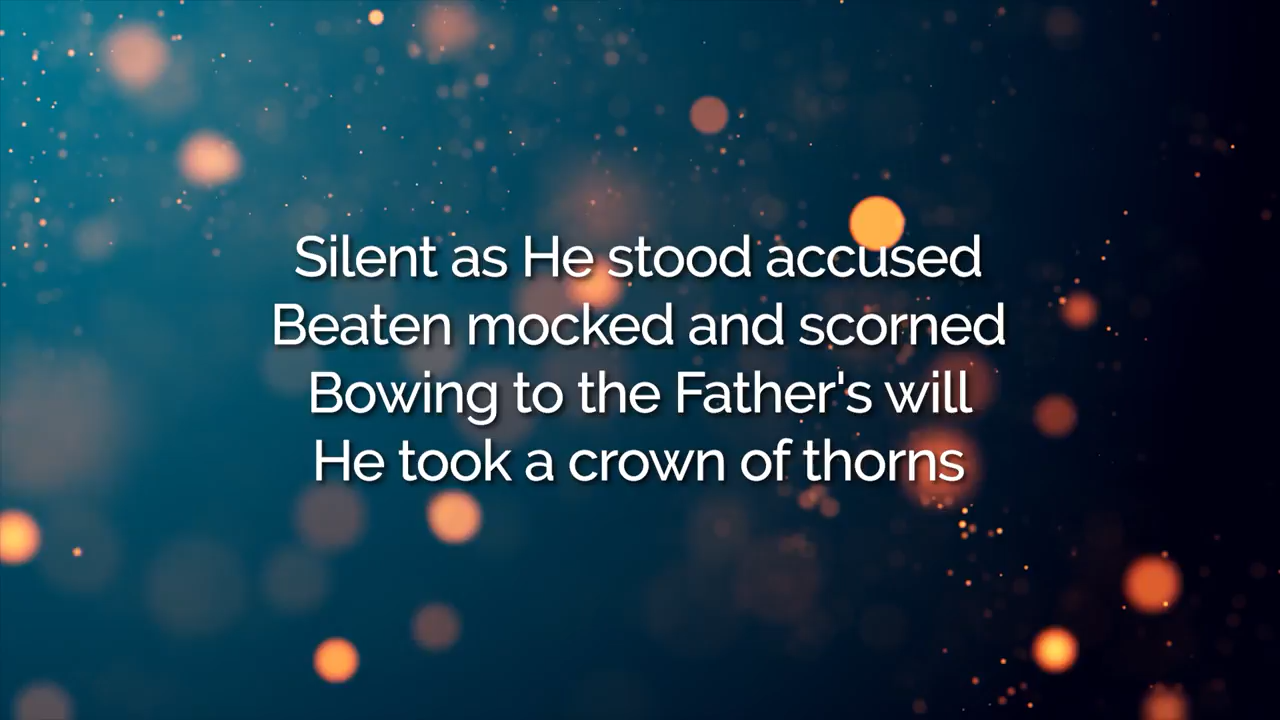 Silent as He stood accused
Beaten mocked and scorned
Bowing to the Father's will
He took a crown of thorns